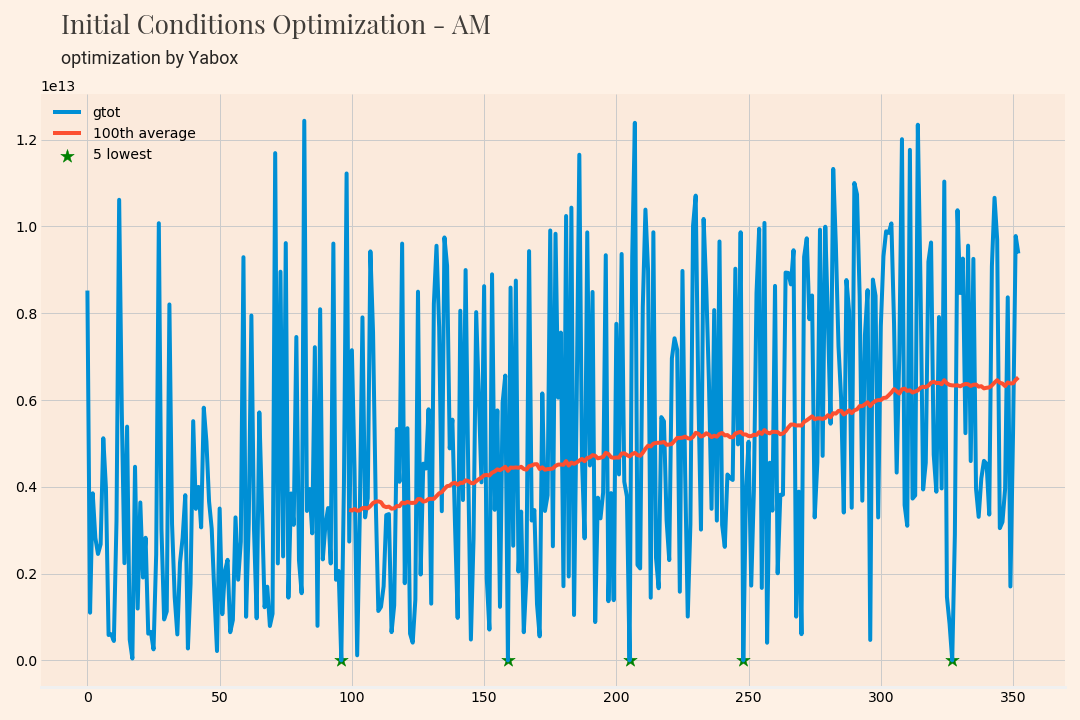 Initial Conditions Optimization - AM
optimization by Yabox
1e13
gtot
100th average
5 lowest
1.2
1.0
0.8
0.6
0.4
0.2
0.0
0 50 100 150 200 250 300 350